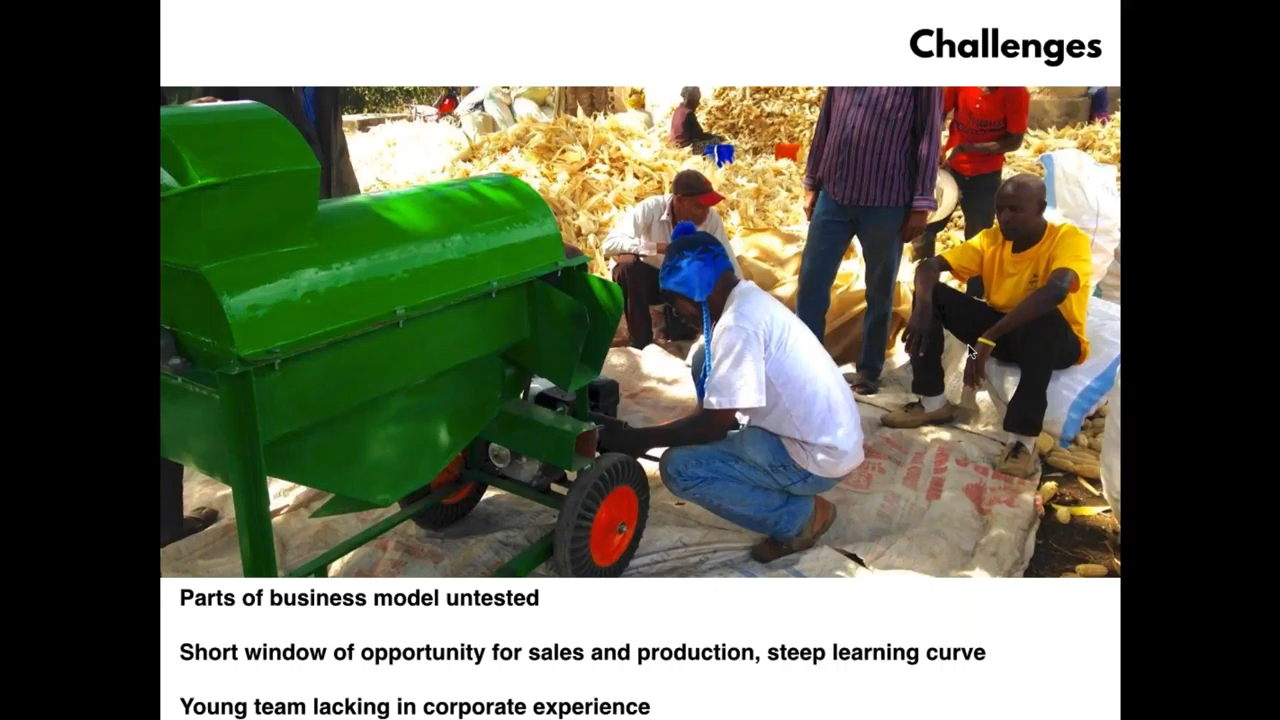 Challenges
Parts of business model untested
Short window of opportunity for sales and production, steep learning curve
Young team lacking in corporate experience